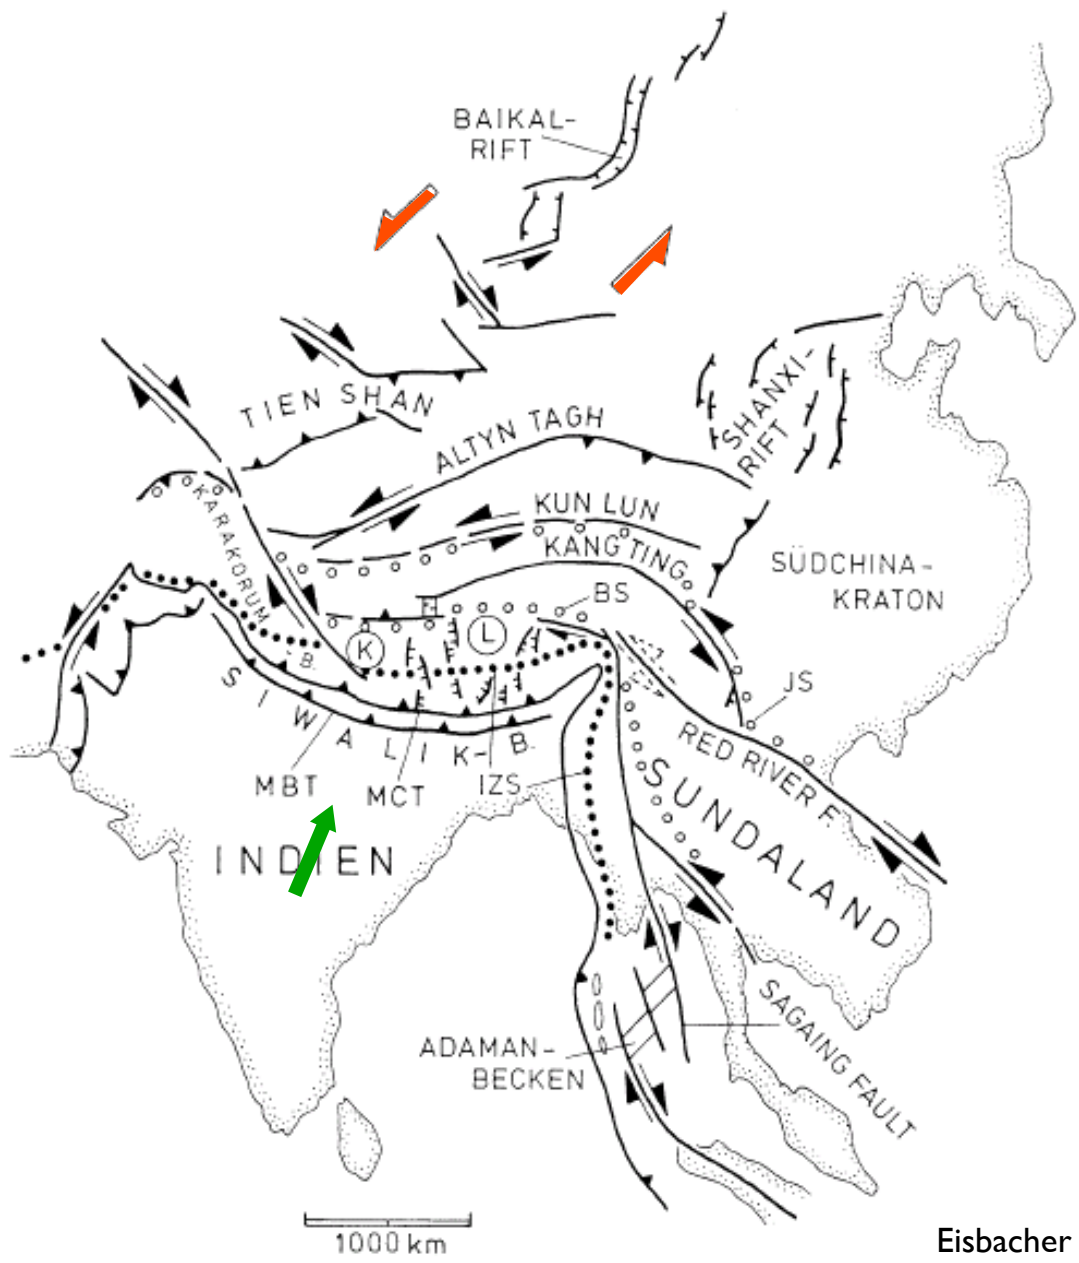 BAIKAL-
RIFT
TIEN SHAN
ALTYN TAGH
SHANXI-
RIFT
KARAKORUM
-B.
KUN LUN
KANG TING
SÜDCHINA-
KRATON
BS
K
L
JS
SIWALIK-B.
MBT
MCT
IZS
RED RIVER F.
SUNDALAND
INDIEN
ADAMAN-
BECKEN
SAGAING FAULT
1000 km
Eisbacher